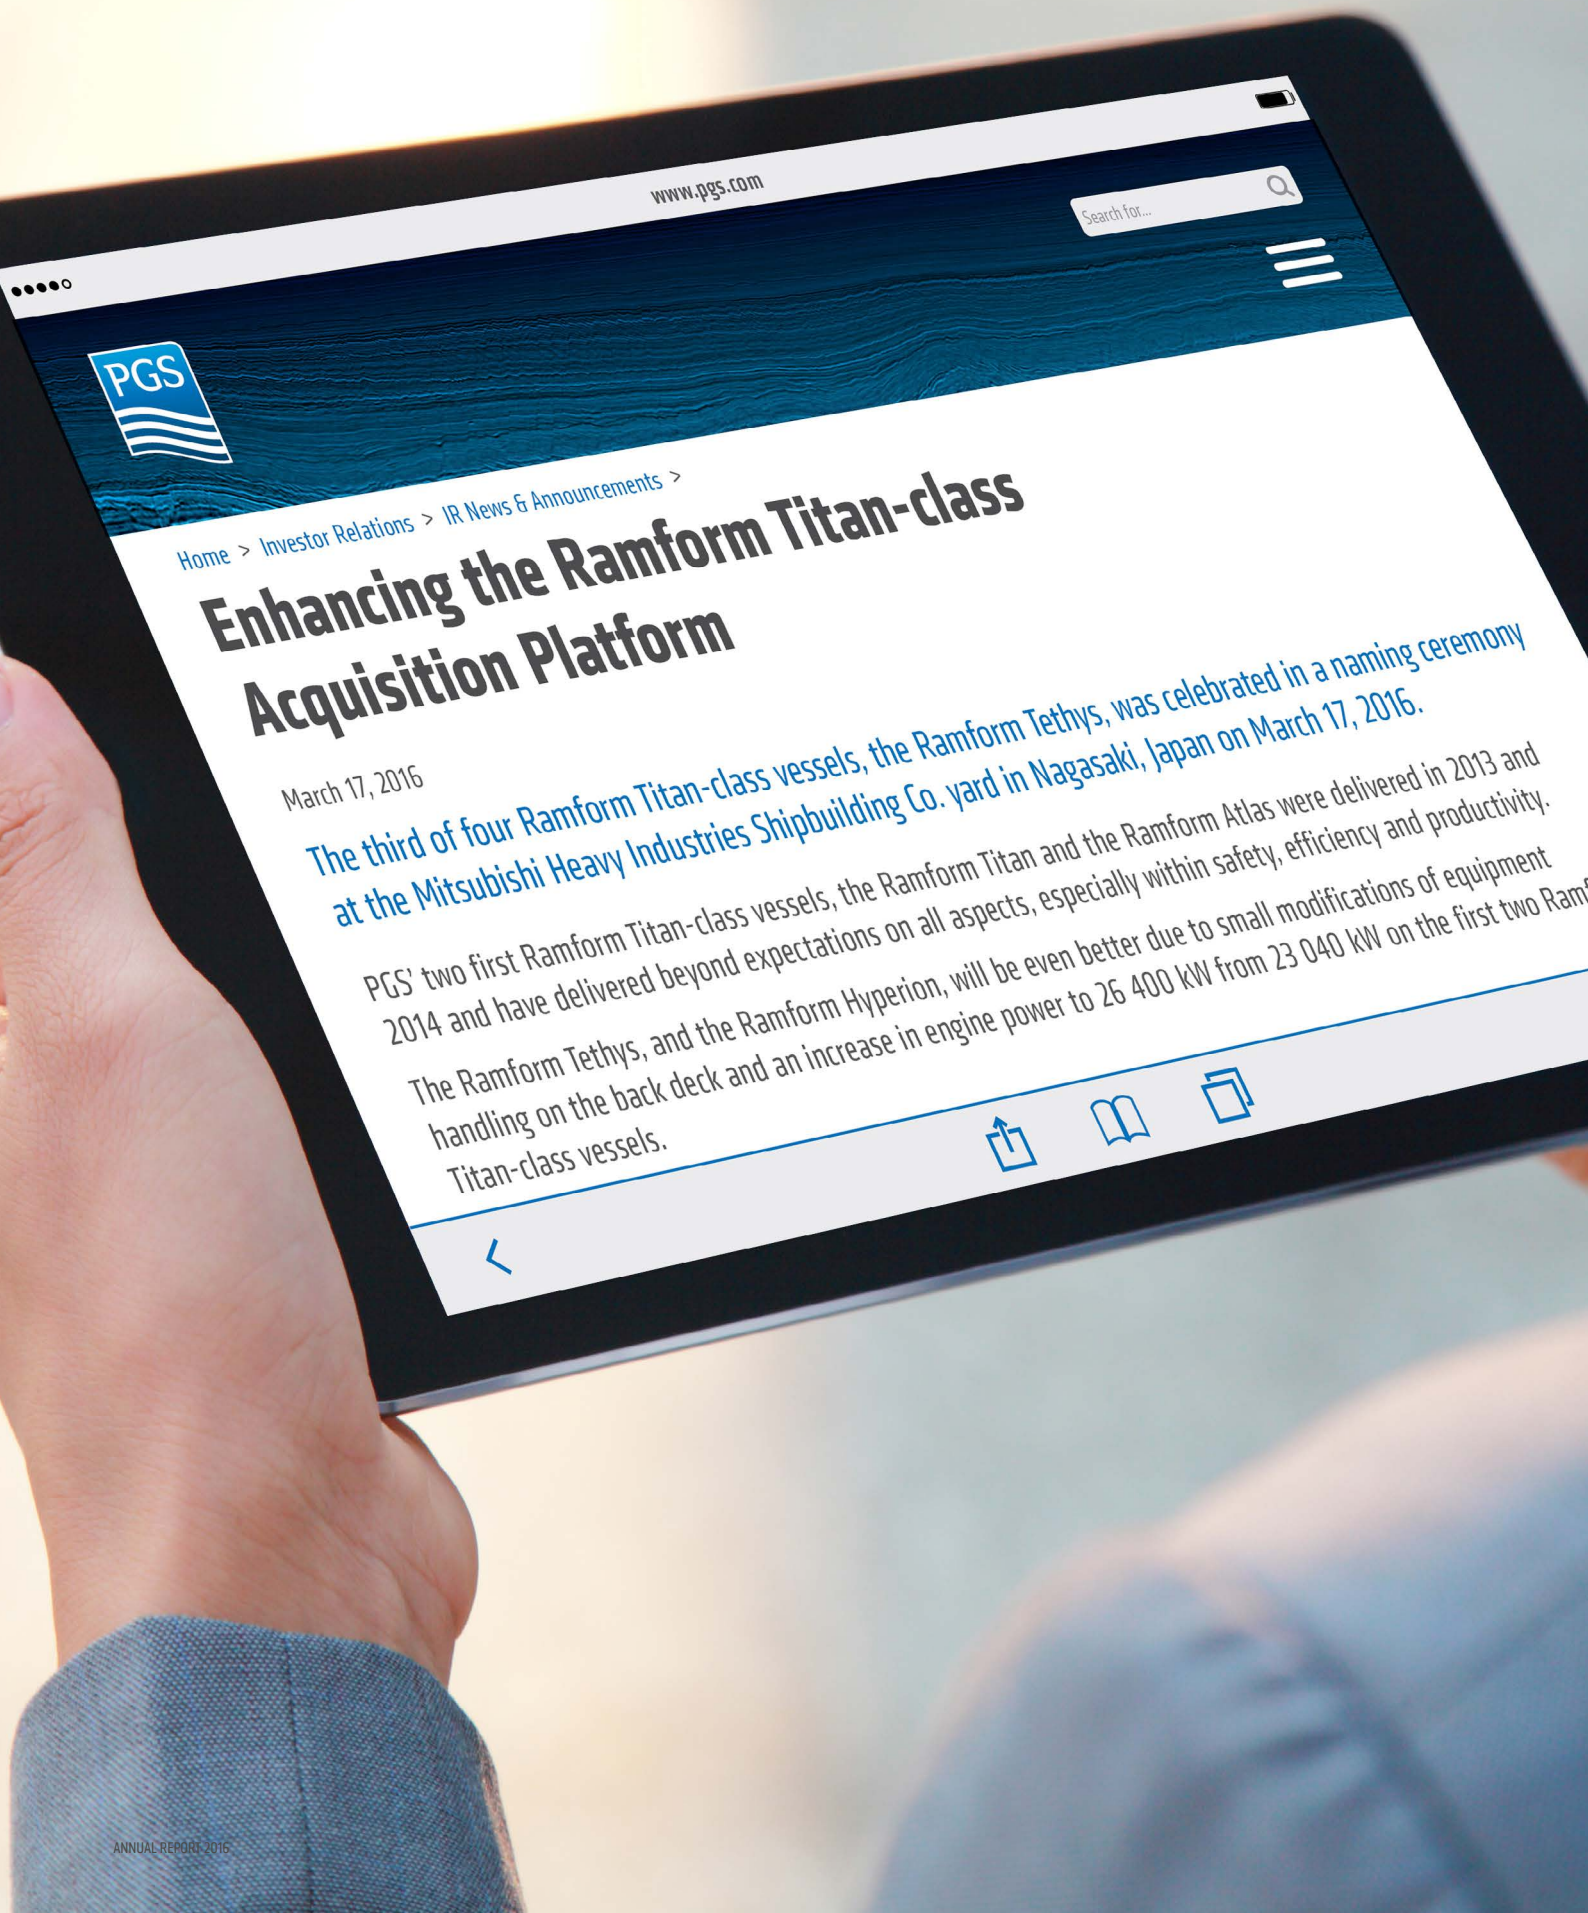 www.pgs.com
Search for...
PGS
Home > Investor Relations > IR News & Announcements >
Enhancing the Ramform Titan-class
Acquisition Platform
March 17, 2016
The third of four Ramform Titan-class vessels, the Ramform Tethys, was celebrated in a naming ceremony
at the Mitsubishi Heavy Industries Shipbuilding Co. yard in Nagasaki, Japan on March 17, 2016.
PGS' two first Ramform Titan-class vessels, the Ramform Titan and the Ramform Atlas were delivered in 2013 and
2014 and have delivered beyond expectations on all aspects, especially within safety, efficiency and productivity.
The Ramform Tethys, and the Ramform Hyperion, will be even better due to small modifications of equipment
handling on the back deck and an increase in engine power to 26 400 kW from 23 040 kW on the first two
Titan-class vessels.
ANNUAL REPORT 2016